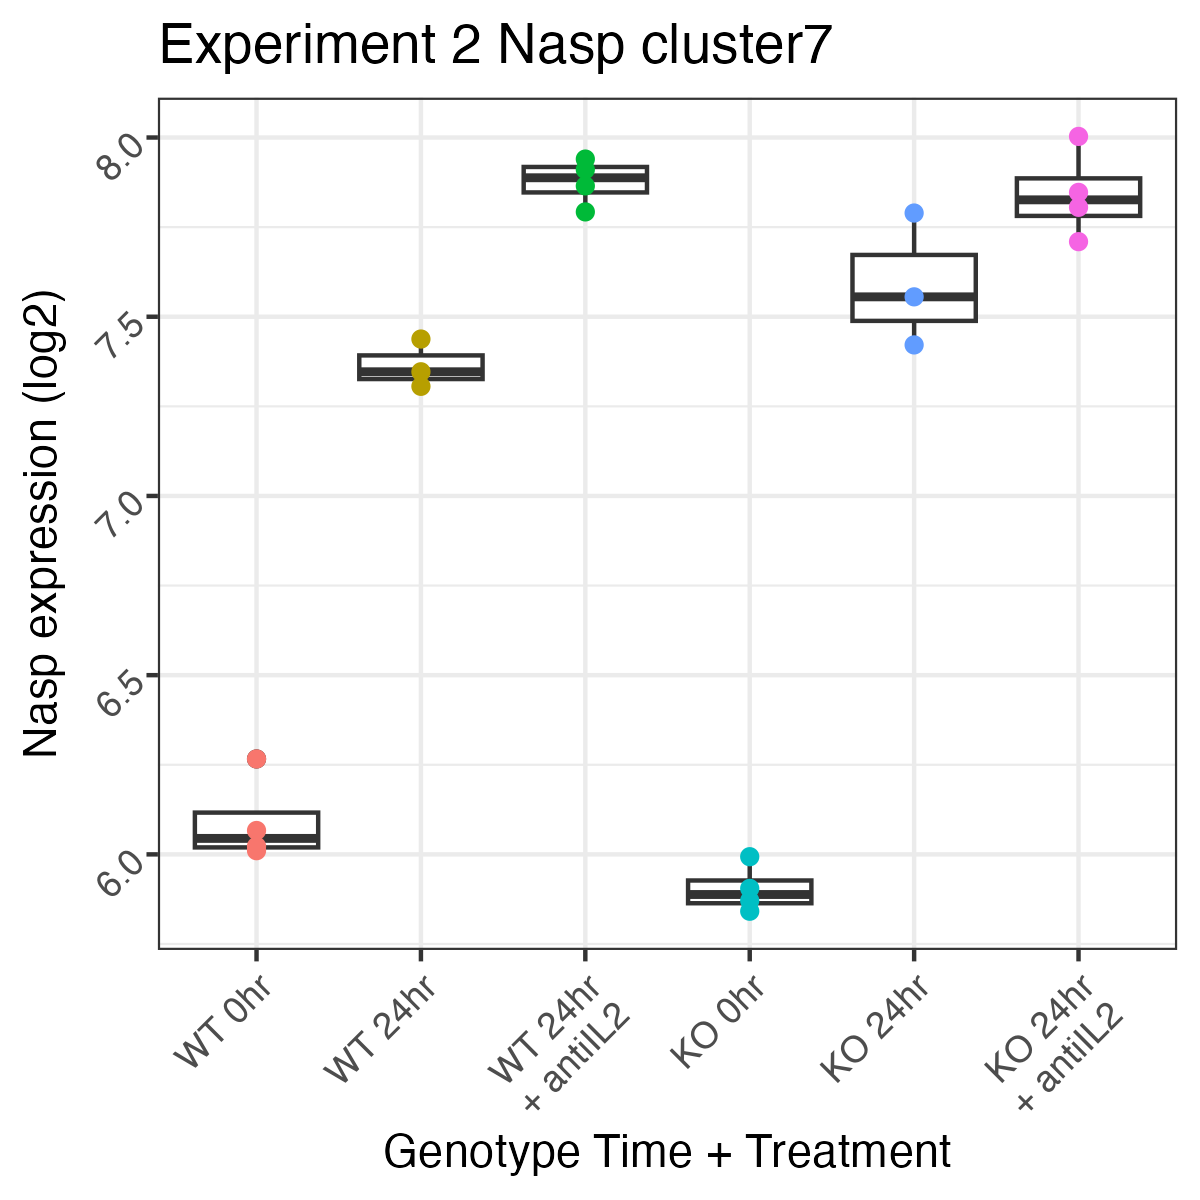 Experiment 2 Nasp cluster7
Nasp expression (log2)
8.0
7.5
7.0
6.5
6.0
WT 0hr
WT 24hr
WT 24hr
+ antiIL2
KO 0hr
KO 24hr
KO 24hr
+ antiIL2
Genotype Time + Treatment